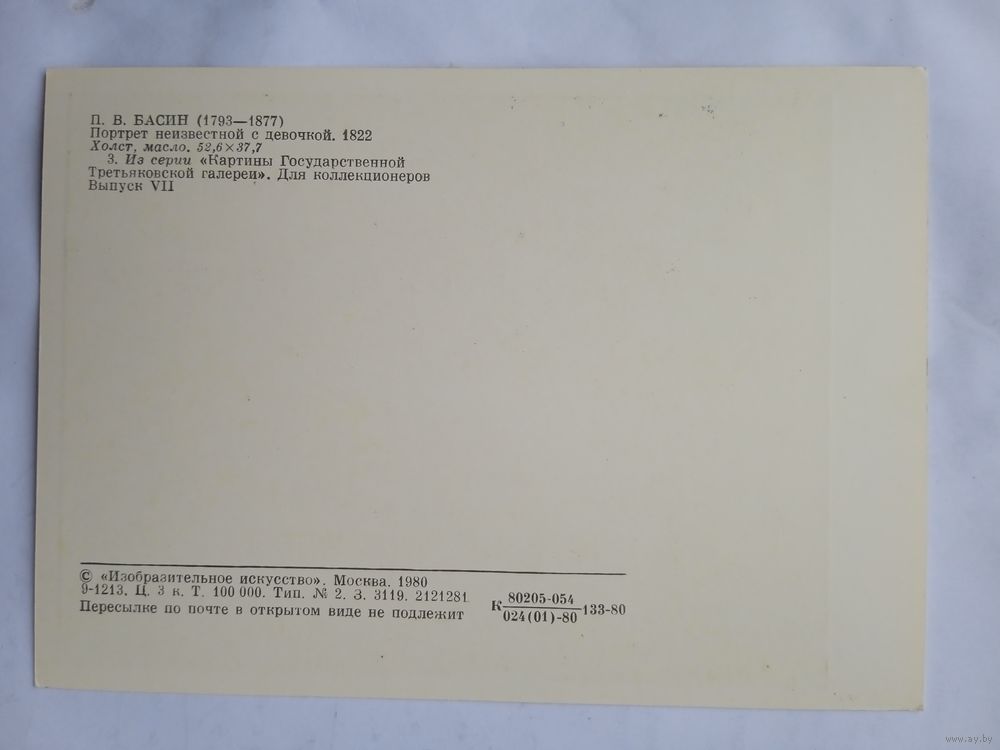 П. В. БАСИН (1793—1877)
Портрет неизвестной с девочкой. 1822
Холст, масло. 52,6×37,7
3. Из серии «Картины Государственной
Третьяковской галереи». Для коллекционеров
Выпуск VII
© «Изобразительное искусство». Москва. 1980
9-1213. Ц. 3 к. Т. 100 000. Тип. № 2. З. 3119. 2121281
Пересылке по почте в открытом виде не подлежит
К 80205-054
024(01)-80 133-80
www.ay.by